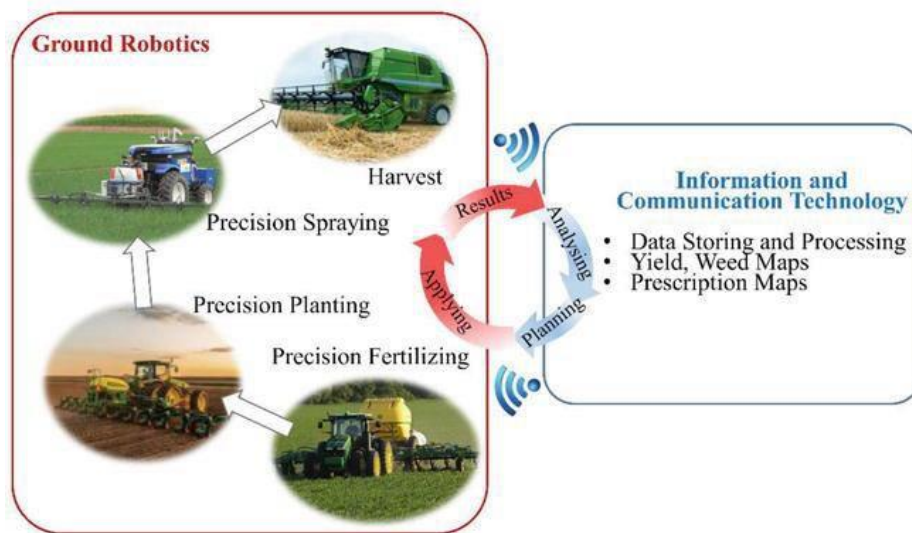 Ground Robotics
Harvest
Precision Spraying
Precision Planting
Precision Fertilizing
Results
Analysing
Planning
Applying
Information and
Communication Technology
• Data Storing and Processing
• Yield, Weed Maps
• Prescription Maps